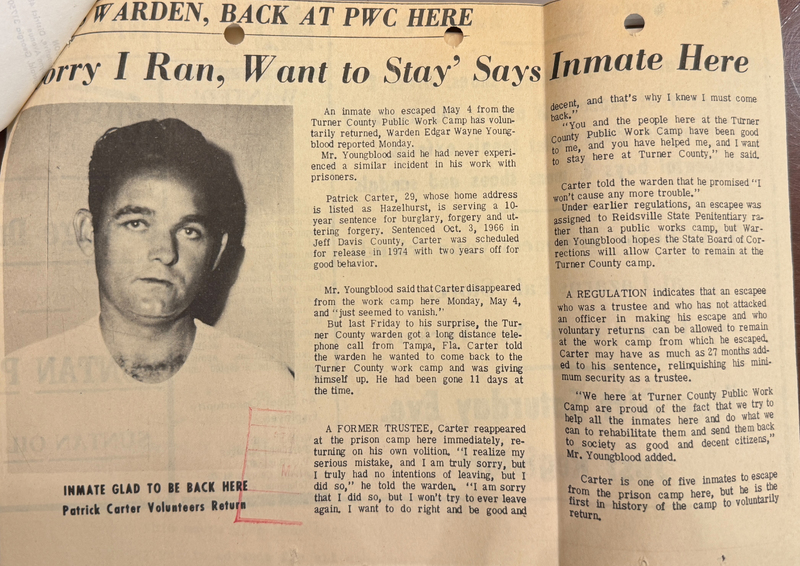 WARDEN, BACK AT PWC HERE
orry I Ran, Want to Stay' Says Inmate Here
An inmate who escaped May 4 from the
Turner County Public Work Camp has volun-
tarily returned, Warden Edgar Wayne Young-
blood reported Monday.
Mr. Youngblood said he had never experi-
enced a similar incident in his work with
prisoners.
Patrick Carter, 29, whose home address
is listed as Hazelhurst, is serving a 10-
year sentence for burglary, forgery and ut-
tering forgery. Sentenced Oct. 3, 1966 in
Jeff Davis County, Carter was scheduled
for release in 1974 with two years off for
good behavior.
Mr. Youngblood said that Carter disappeared
from the work camp here Monday, May 4,
and "just seemed to vanish."
But last Friday to his surprise, the Tur-
ner County warden got a long distance tele-
phone call from Tampa, Fla. Carter told
the warden he wanted to come back to the
Turner County work camp and was giving
himself up. He had been gone 11 days at
the time.
A FORMER TRUSTEE, Carter reappeared
at the prison camp here immediately, re-
turning on his own volition. "I realize my
serious mistake, and I am truly sorry, but
I truly had no intentions of leaving, but I
did so," he told the warden. "I am sorry
that I did so, but I won't try to ever leave
again. I want to do right and be good and
decent, and that's why I knew I must come
back."
"You and the people here at the Turner
County Public Work Camp have been good
to me, and you have helped me, and I want
to stay here at Turner County," he said.
Carter told the warden that he promised "I
won't cause any more trouble."
Under earlier regulations, an escapee was
assigned to Reidsville State Penitentiary ra-
ther than a public works camp, but War-
den Youngblood hopes the State Board of Cor-
rections will allow Carter to remain at the
Turner County camp.
A REGULATION indicates that an escapee
who was a trustee and who has not attacked
an officer in making his escape and who
voluntary returns can be allowed to remain
at the work camp from which he escaped.
Carter may have as much as 27 months add-
ed to his sentence, relinquishing his mini-
mum security as a trustee.
"We here at Turner County Public Work
Camp are proud of the fact that we try to
help all the inmates here and do what we
can to rehabilitate them and send them back
to society as good and decent citizens,"
Mr. Youngblood added.
Carter is one of five inmates to escape
from the prison camp here, but he is the
first in history of the camp to voluntarily
return.
INMATE GLAD TO BE BACK HERE
Patrick Carter Volunteers Return